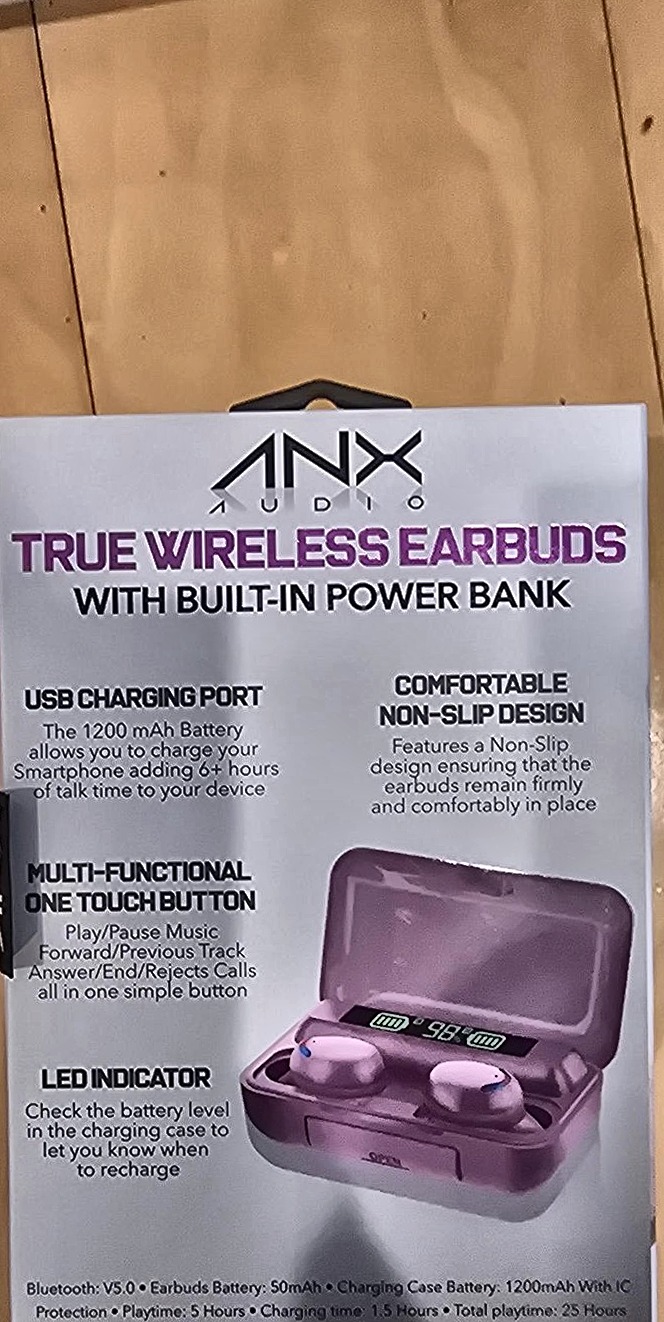 ANX
AUDIO
TRUE WIRELESS EARBUDS
WITH BUILT-IN POWER BANK
USB CHARGING PORT
The 1200 mAh Battery
allows you to charge your
Smartphone adding 6+ hours
of talk time to your device
COMFORTABLE
NON-SLIP DESIGN
Features a Non-Slip
design ensuring that the
earbuds remain firmly
and comfortably in place
MULTI-FUNCTIONAL
ONE TOUCH BUTTON
Play/Pause Music
Forward/Previous Track
Answer/End/Rejects Calls
all in one simple button
98
OPEN
LED INDICATOR
Check the battery level
in the charging case to
let you know when
to recharge
Bluetooth: V5.0 • Earbuds Battery: 50mAh • Charging Case Battery: 1200mAh With IC
Protection • Playtime: 5 Hours • Charging time: 1.5 Hours • Total playtime: 25 Hours